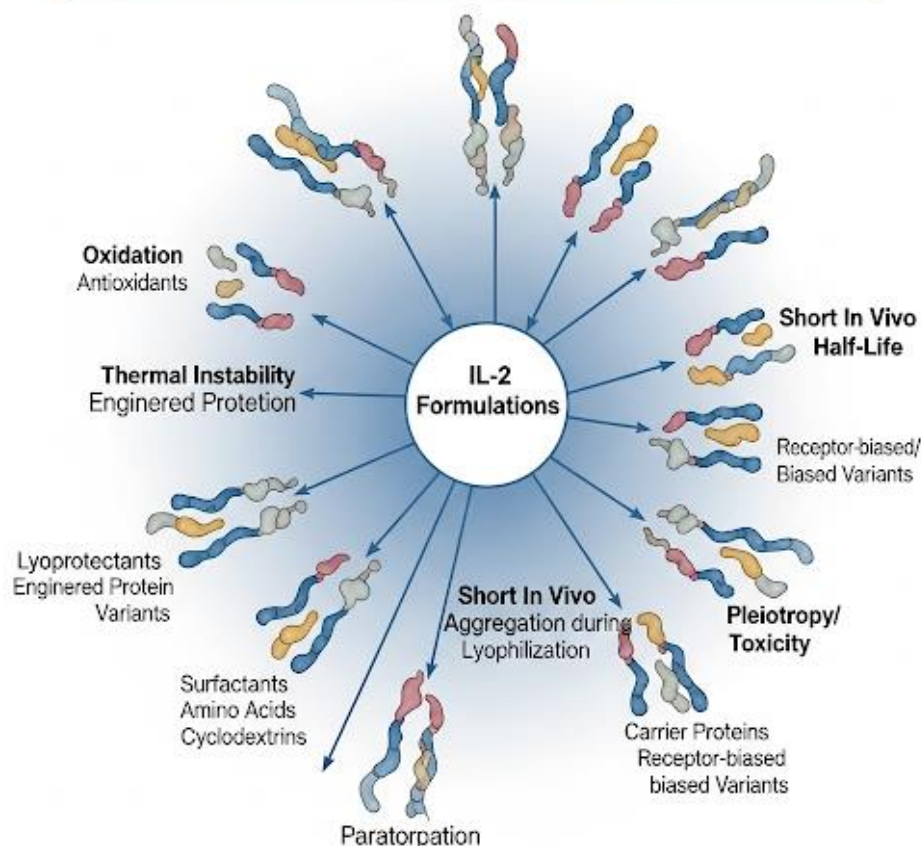 Oxidation
Antioxidants
Thermal Instability
Enginered Protetion
IL-2
Formulations
Short In Vivo
Half-Life
Receptor-biased/
Biased Variants
Lyoprotectants
Enginered Protein
Variants
Short In Vivo
Aggregation during
Lyophilization
Pleiotropy/
Toxicity
Surfactants
Amino Acids
Cyclodextrins
Carrier Proteins
Receptor-biased
biased Variants
Paratorpation